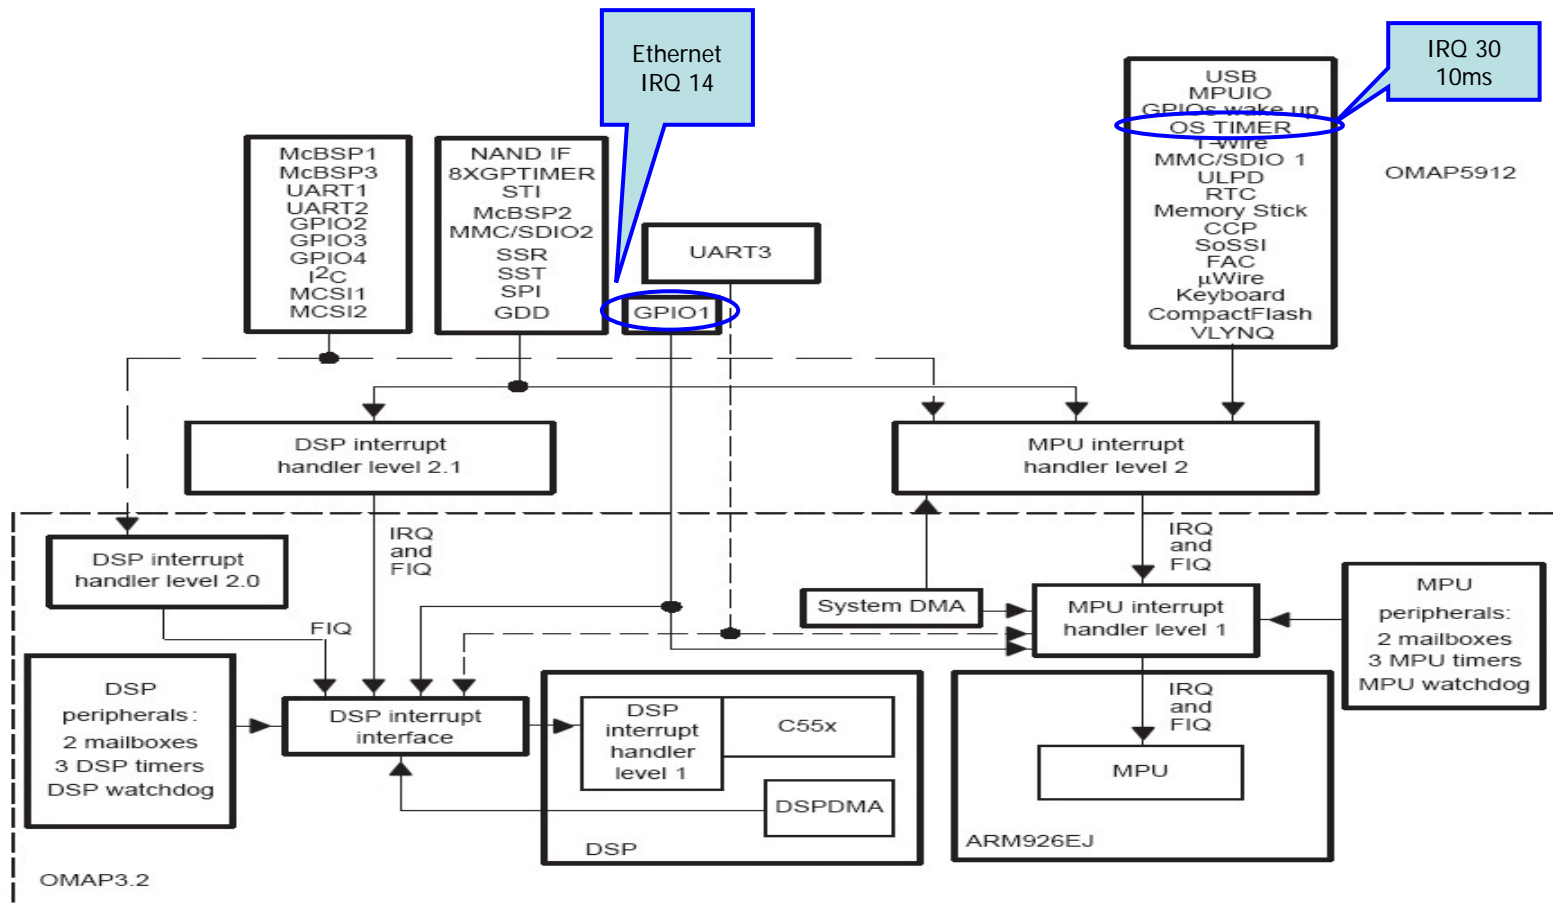 Ethernet
IRQ 14
IRQ 30
10ms
USB
MPUIO
GPIOs wake up
OS TIMER
1-Wire
MMC/SDIO 1
ULPD
RTC
Memory Stick
CCP
SoSSI
FAC
µWire
Keyboard
CompactFlash
VLYNQ
OMAP5912
McBSP1
McBSP3
UART1
UART2
GPIO2
GPIO3
GPIO4
I2C
MCSI1
MCSI2
NAND IF
8XGPTIMER
STI
McBSP2
MMC/SDIO2
SSR
SST
SPI
GDD
UART3
GPIO1
DSP interrupt
handler level 2.1
MPU interrupt
handler level 2
DSP interrupt
handler level 2.0
IRQ
and
FIQ
IRQ
and
FIQ
FIQ
System DMA
MPU interrupt
handler level 1
MPU
peripherals:
2 mailboxes
3 MPU timers
MPU watchdog
DSP
peripherals:
2 mailboxes
3 DSP timers
DSP watchdog
DSP interrupt
interface
DSP
interrupt
handler
level 1
C55x
DSPDMA
DSP
IRQ
and
FIQ
MPU
ARM926EJ
OMAP3.2